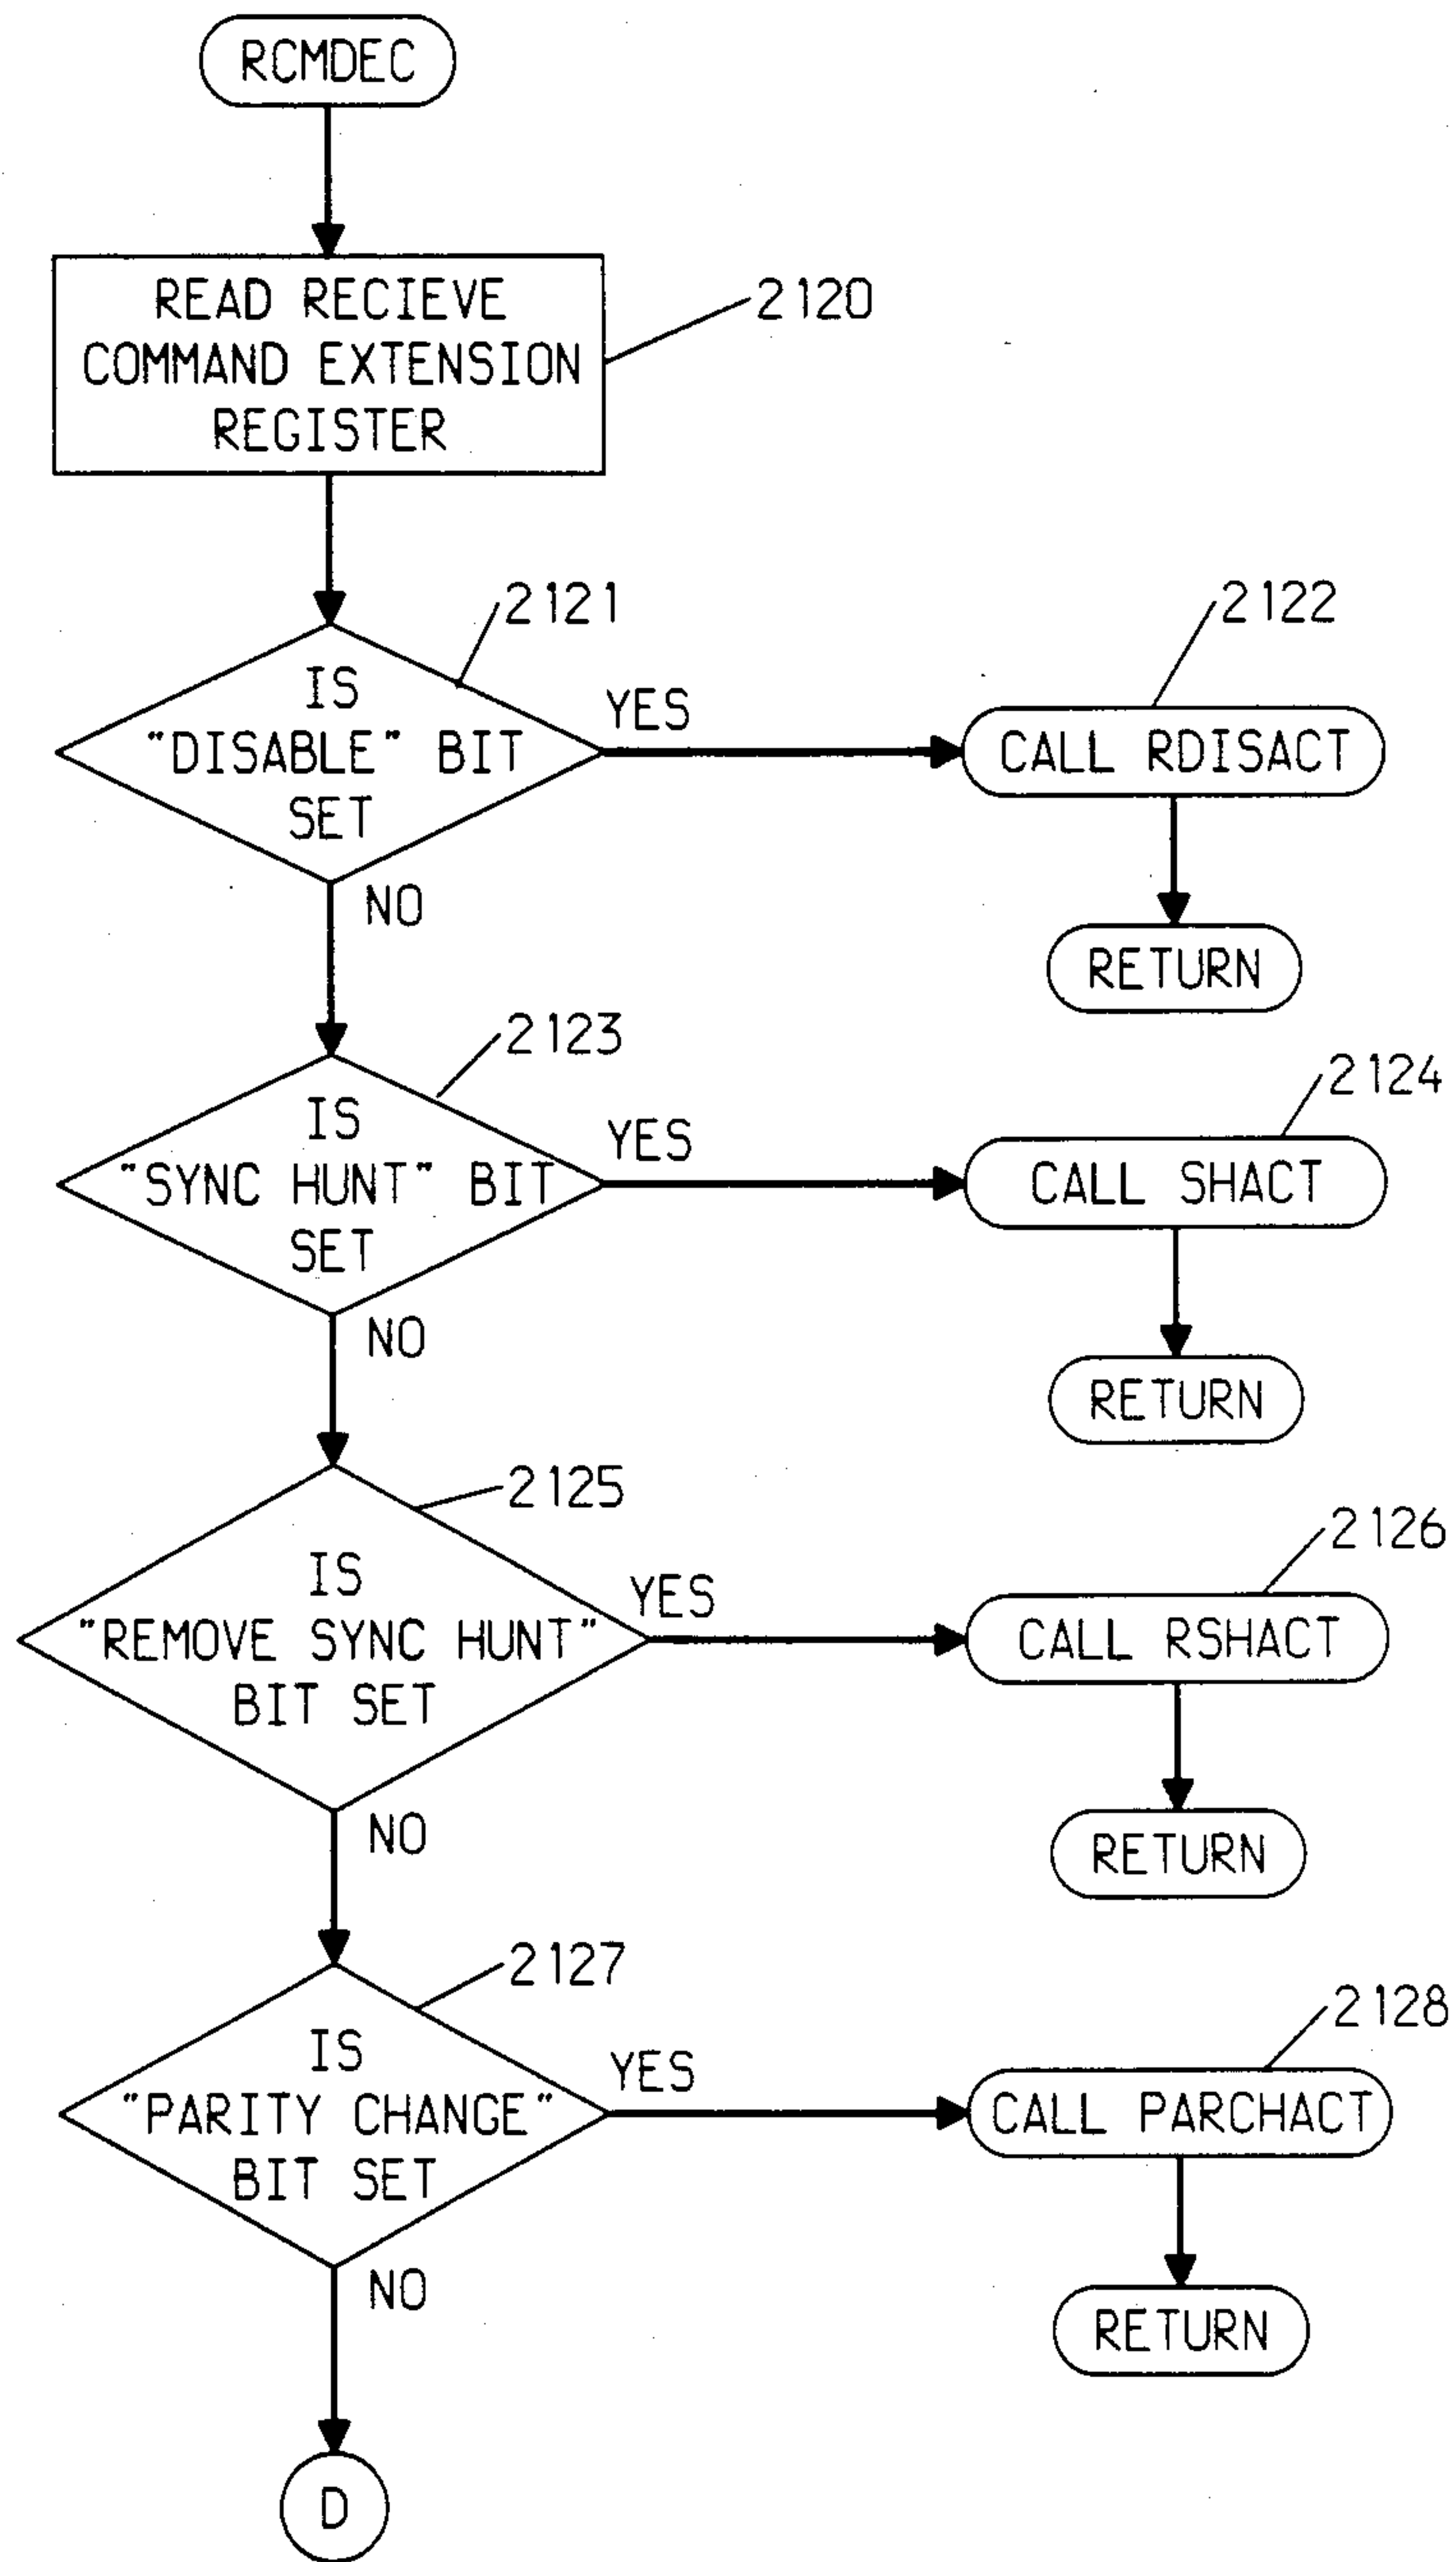 RCMDEC
READ RECIEVE
COMMAND EXTENSION
REGISTER
2120
2121
IS
"DISABLE" BIT
SET
YES
2122
CALL RDISACT
NO
RETURN
2123
IS
"SYNC HUNT" BIT
SET
YES
2124
CALL SHACT
NO
RETURN
2125
IS
"REMOVE SYNC HUNT"
BIT SET
YES
2126
CALL RSHACT
NO
RETURN
2127
IS
"PARITY CHANGE"
BIT SET
YES
2128
CALL PARCHACT
NO
RETURN
D